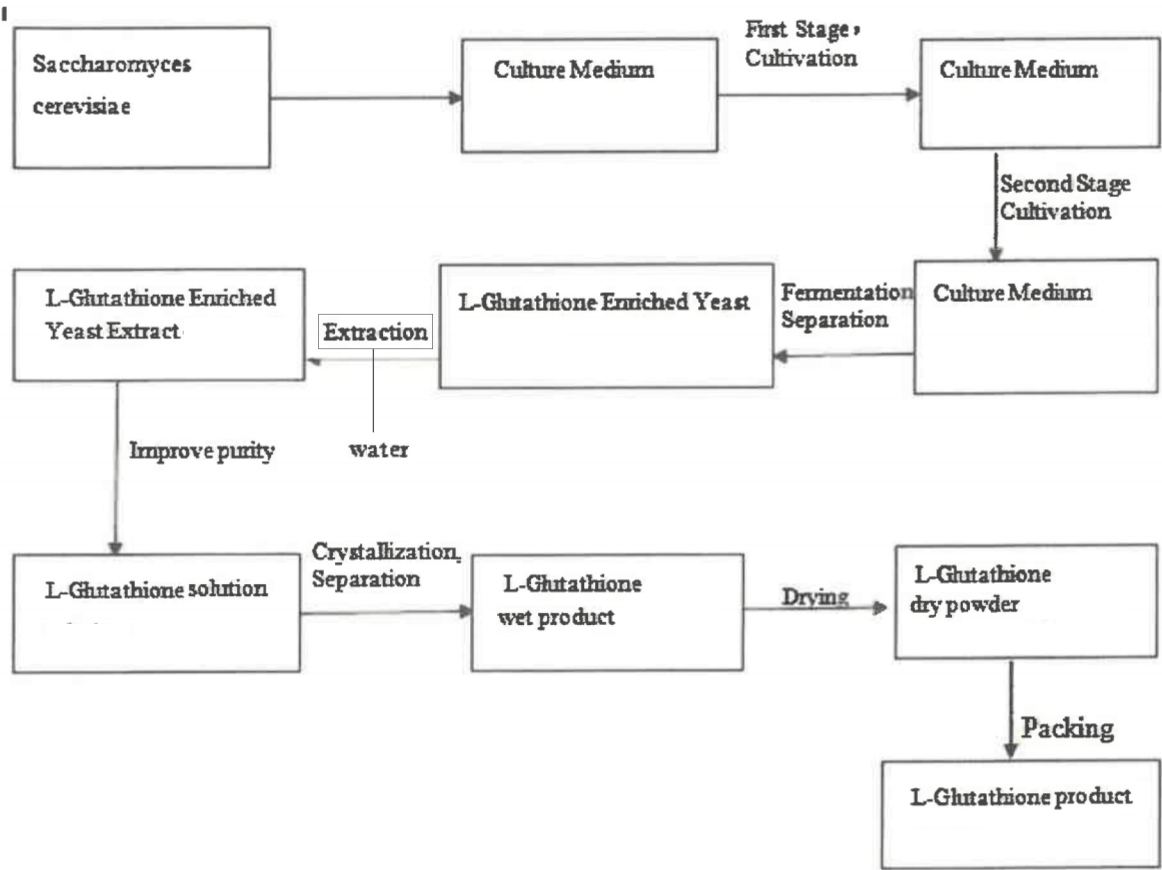 Saccharomyces
cerevisiae
Culture Medium
First Stage,
Cultivation
Culture Medium
Second Stage
Cultivation
Culture Medium
Fermentation
Separation
L-Glutathione Enriched Yeast
Extraction
water
L-Glutathione Enriched
Yeast Extract
Improve purity
L-Glutathione solution
Crystallization,
Separation
L-Glutathione
wet product
Drying
L-Glutathione
dry powder
Packing
L-Glutathione product